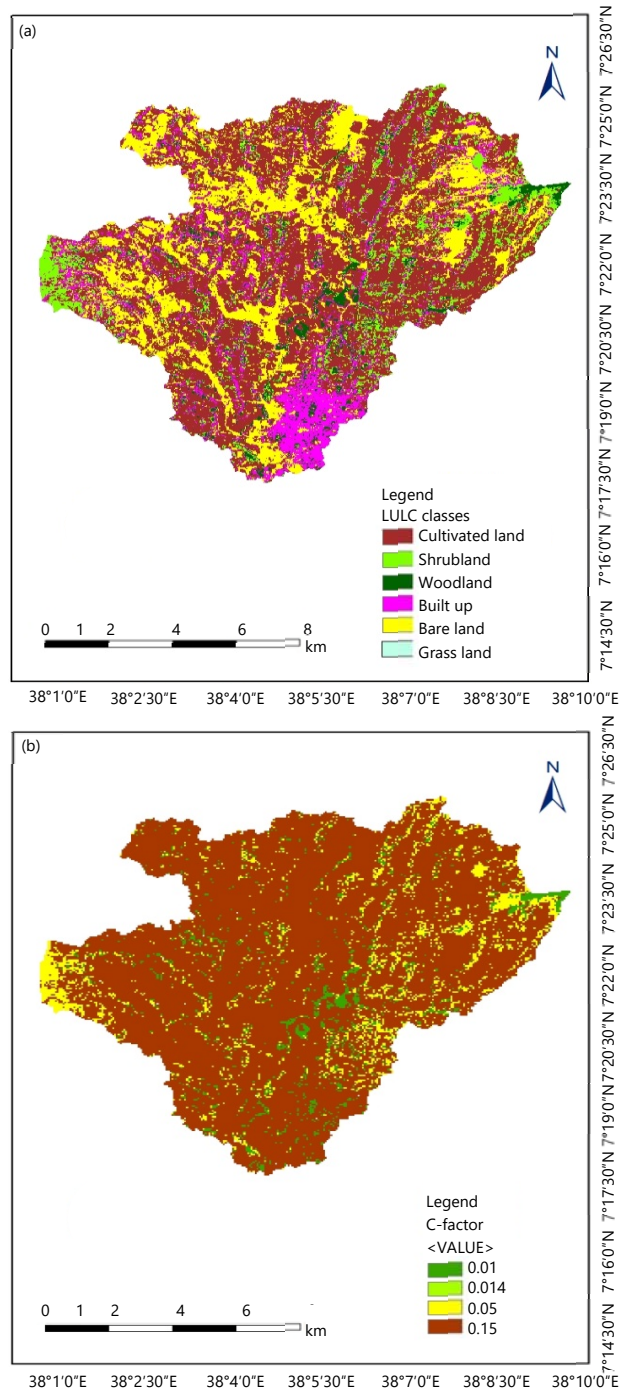 (a)
N
7°26′30″N
7°25′0″N
7°23′30″N
7°22′0″N
7°20′30″N
7°19′0″N
7°17′30″N
7°16′0″N
7°14′30″N
Legend
LULC classes
Cultivated land
Shrubland
Woodland
Built up
Bare land
Grass land
0 1 2 4 6 8
km
38°1′0″E 38°2′30″E 38°4′0″E 38°5′30″E 38°7′0″E 38°8′30″E 38°10′0″E
(b)
N
7°26′30″N
7°25′0″N
7°23′30″N
7°22′0″N
7°20′30″N
7°19′0″N
7°17′30″N
7°16′0″N
7°14′30″N
Legend
C-factor
<VALUE>
0.01
0.014
0.05
0.15
0 1 2 4 6
km
38°1′0″E 38°2′30″E 38°4′0″E 38°5′30″E 38°7′0″E 38°8′30″E 38°10′0″E